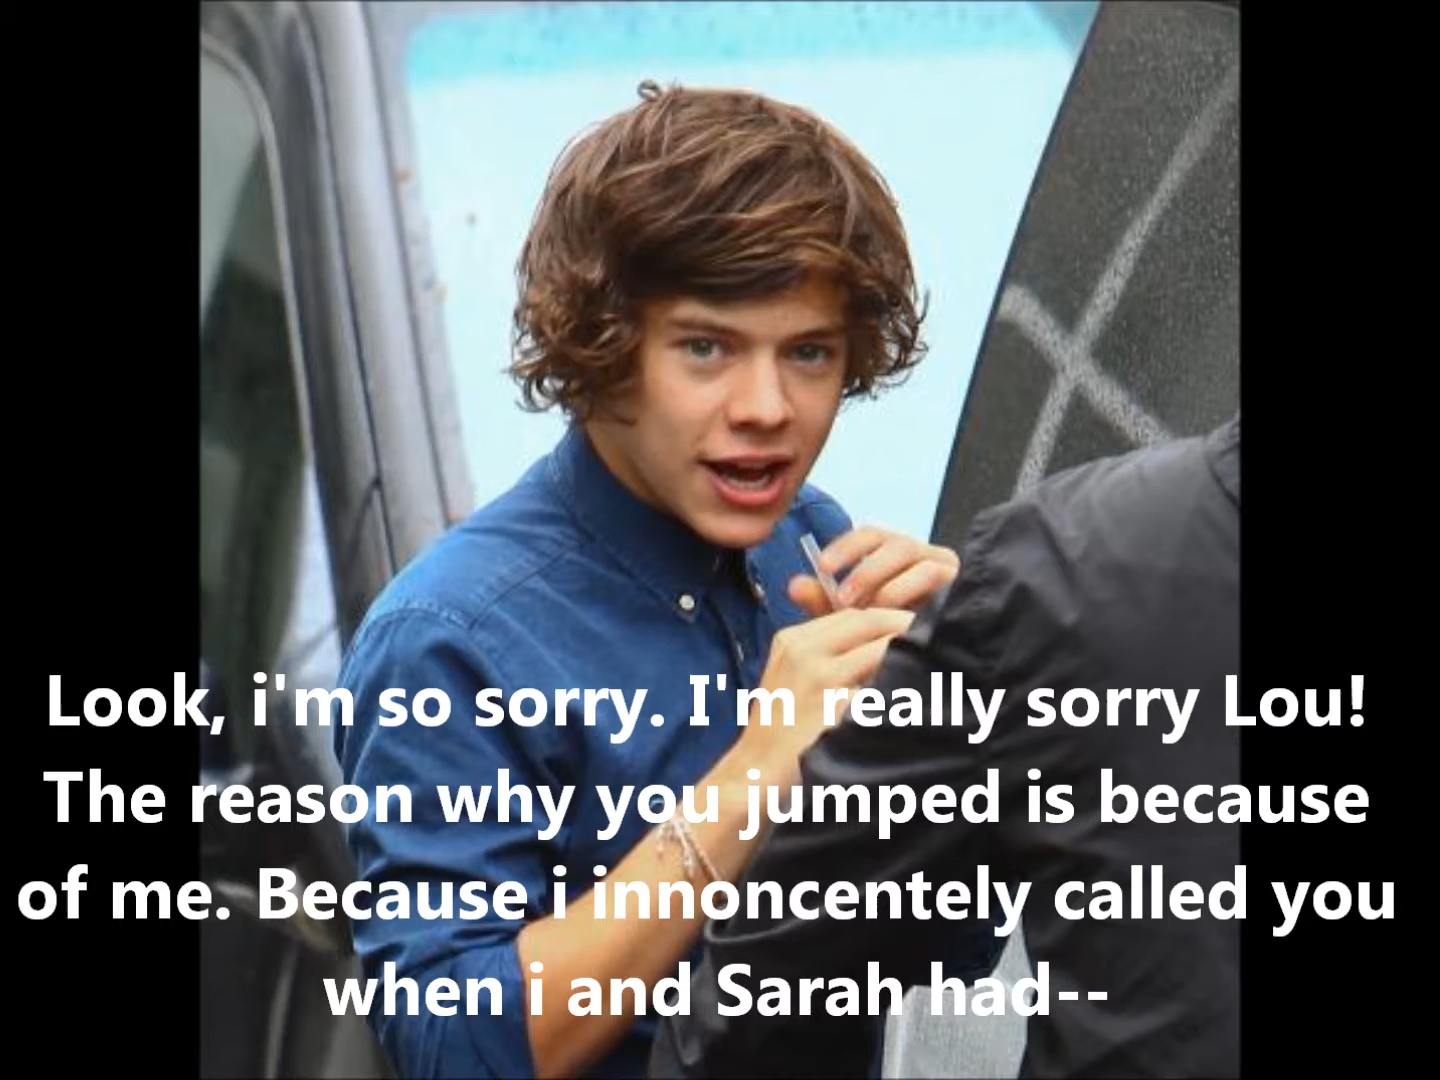 Look, i'm so sorry. I'm really sorry Lou!
The reason why you jumped is because
of me. Because i innoncentely called you
when i and Sarah had--